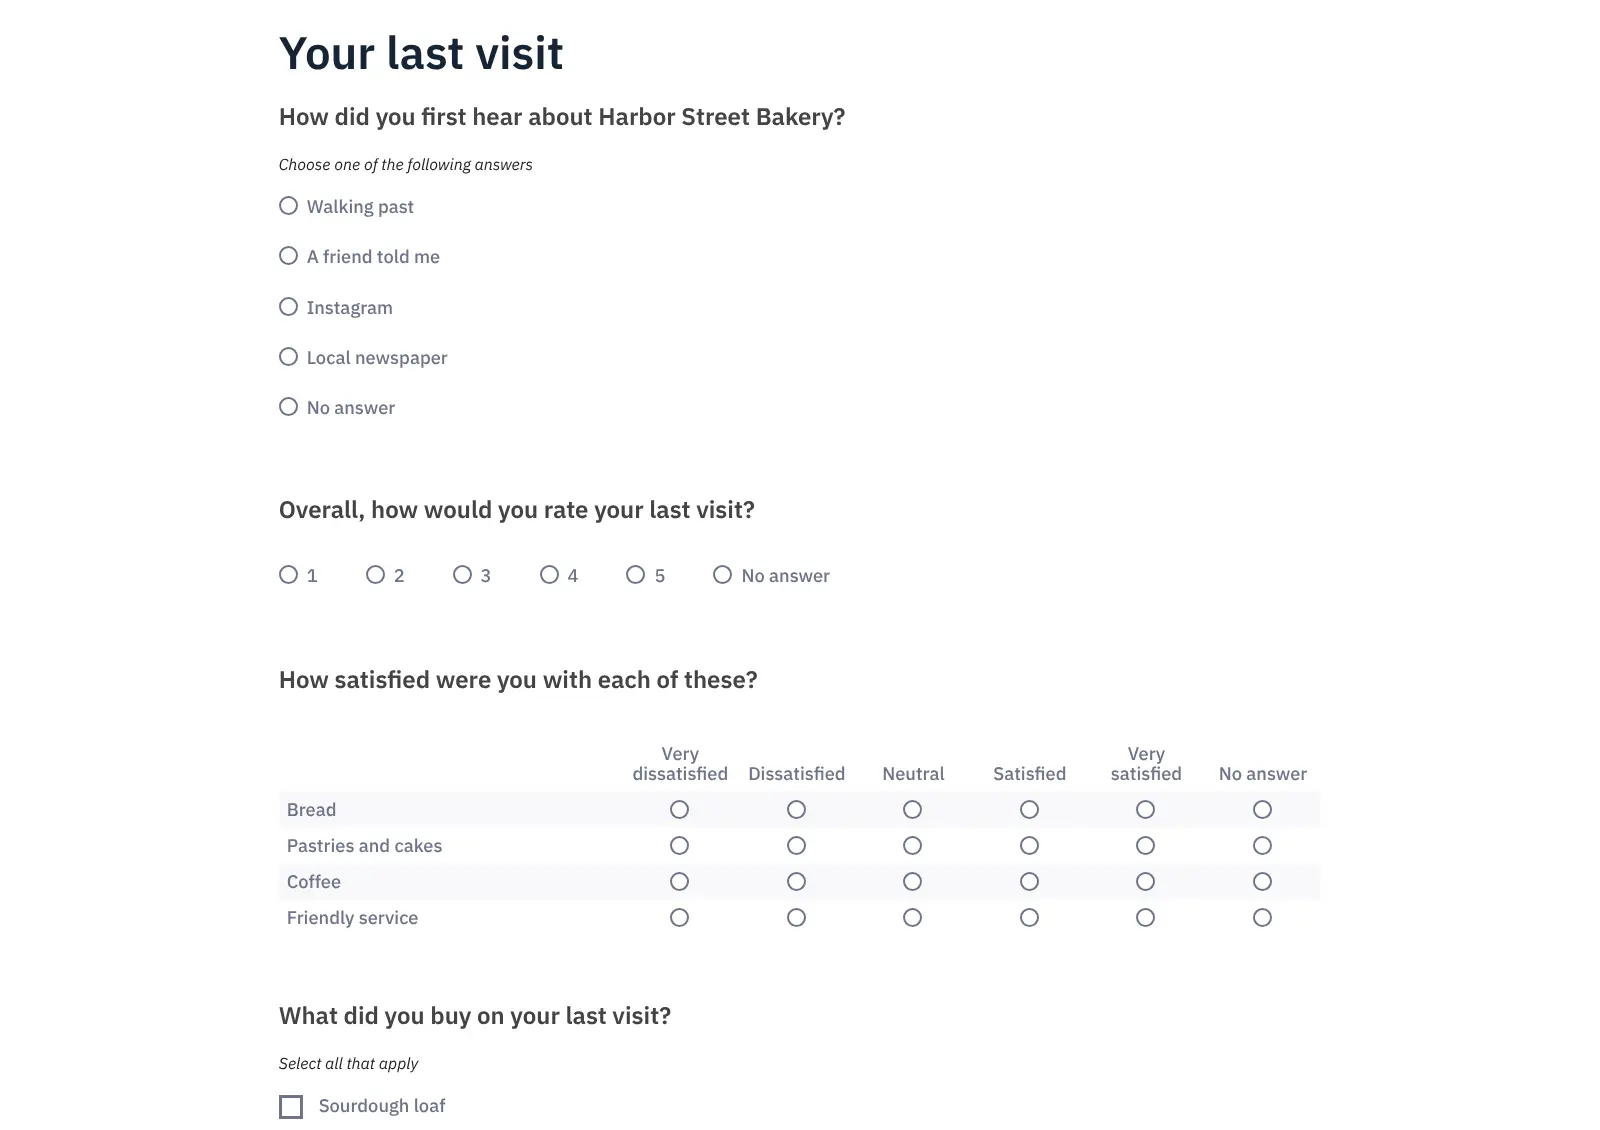 Your last visit
How did you first hear about Harbor Street Bakery?
Choose one of the following answers
Walking past
A friend told me
Instagram
Local newspaper
No answer
Overall, how would you rate your last visit?
1 2 3 4 5 No answer
How satisfied were you with each of these?
Very dissatisfied Dissatisfied Neutral Satisfied Very satisfied No answer
Bread
Pastries and cakes
Coffee
Friendly service
What did you buy on your last visit?
Select all that apply
Sourdough loaf